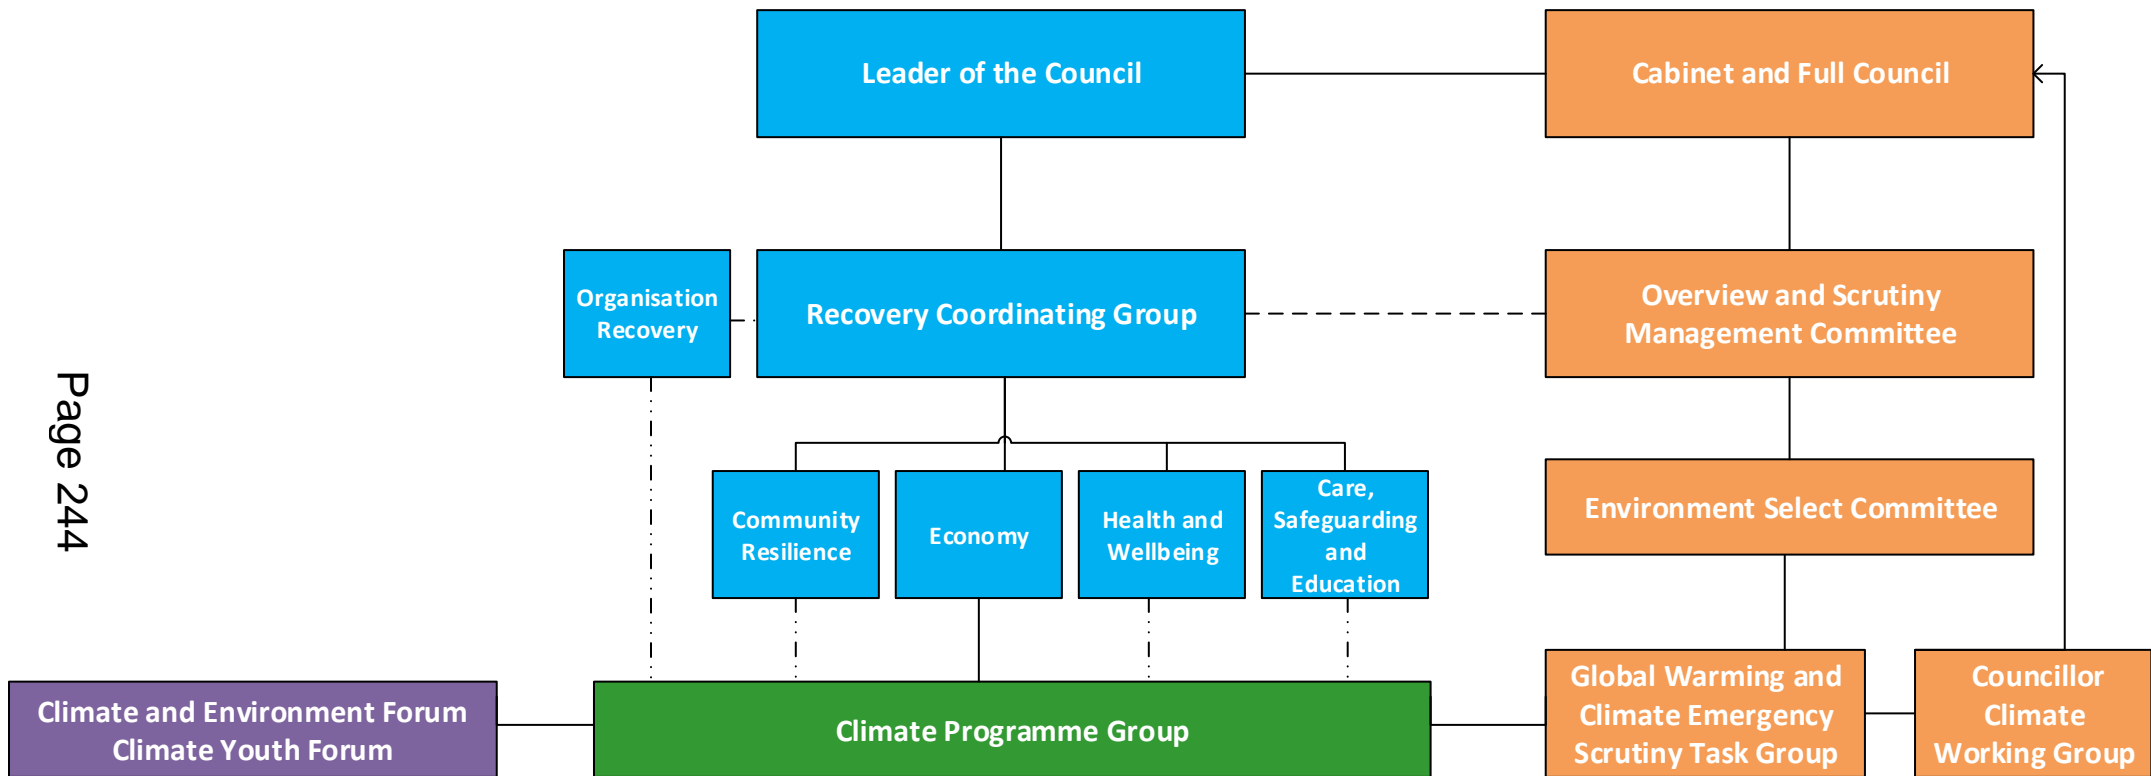 Leader of the Council
Cabinet and Full Council
Organisation
Recovery
Recovery Coordinating Group
Overview and Scrutiny
Management Committee
Page 244
Community
Resilience
Economy
Health and
Wellbeing
Care,
Safeguarding
and
Education
Environment Select Committee
Climate and Environment Forum
Climate Youth Forum
Climate Programme Group
Global Warming and
Climate Emergency
Scrutiny Task Group
Councillor
Climate
Working Group